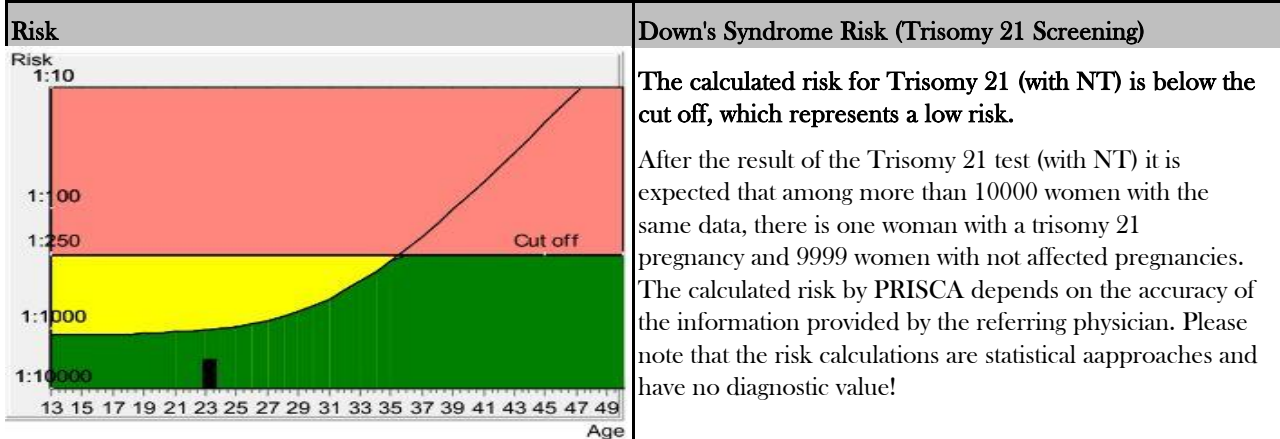 Risk
Down's Syndrome Risk (Trisomy 21 Screening)
Risk
1:10
1:100
1:250
Cut off
1:1000
1:10000
13 15 17 19 21 23 25 27 29 31 33 35 37 39 41 43 45 47 49
Age
The calculated risk for Trisomy 21 (with NT) is below the
cut off, which represents a low risk.
After the result of the Trisomy 21 test (with NT) it is
expected that among more than 10000 women with the
same data, there is one woman with a trisomy 21
pregnancy and 9999 women with not affected pregnancies.
The calculated risk by PRISCA depends on the accuracy of
the information provided by the referring physician. Please
note that the risk calculations are statistical aapproaches and
have no diagnostic value!